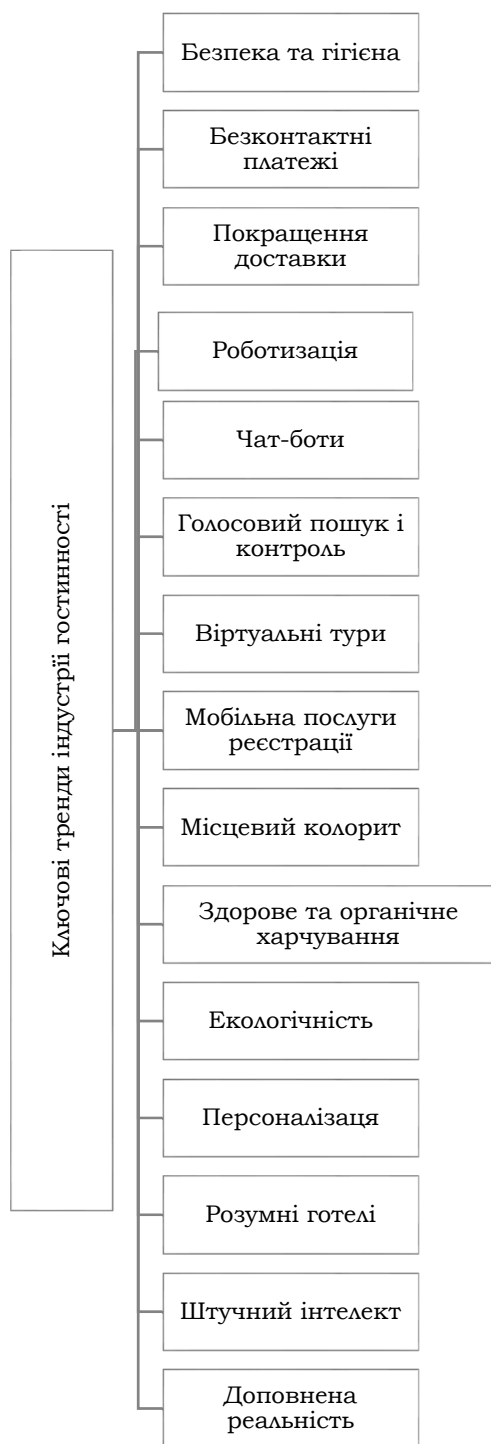 Ключові тренди індустрії гостинності
Безпека та гігієна
Безконтактні
платежі
Покращення
доставки
Роботизація
Чат-боти
Голосовий пошук і
контроль
Віртуальні тури
Мобільна послуги
реєстрації
Місцевий колорит
Здорове та органічне
харчування
Екологічність
Персоналізаця
Розумні готелі
Штучний інтелект
Доповнена
реальність